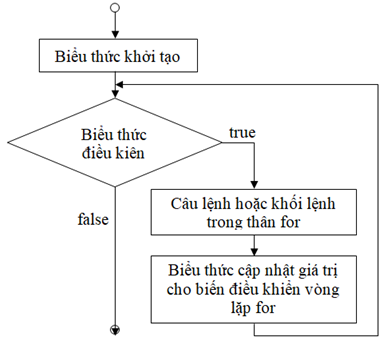 Biểu thức khởi tạo
Biểu thức
điều kiên
true
false
Câu lệnh hoặc khối lệnh
trong thân for
Biểu thức cập nhật giá trị
cho biến điều khiển vòng
lặp for